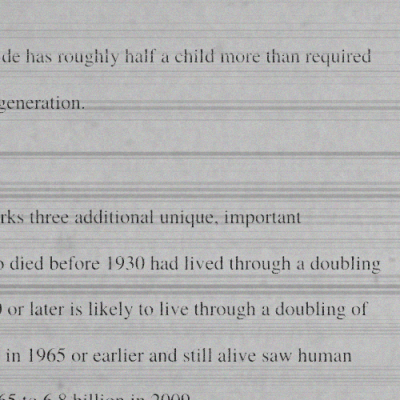 de has roughly half a child more than required
generation.
rks three additional unique, important
died before 1930 had lived through a doubling
or later is likely to live through a doubling of
in 1965 or earlier and still alive saw human
65 to 6.8 billion in 2009